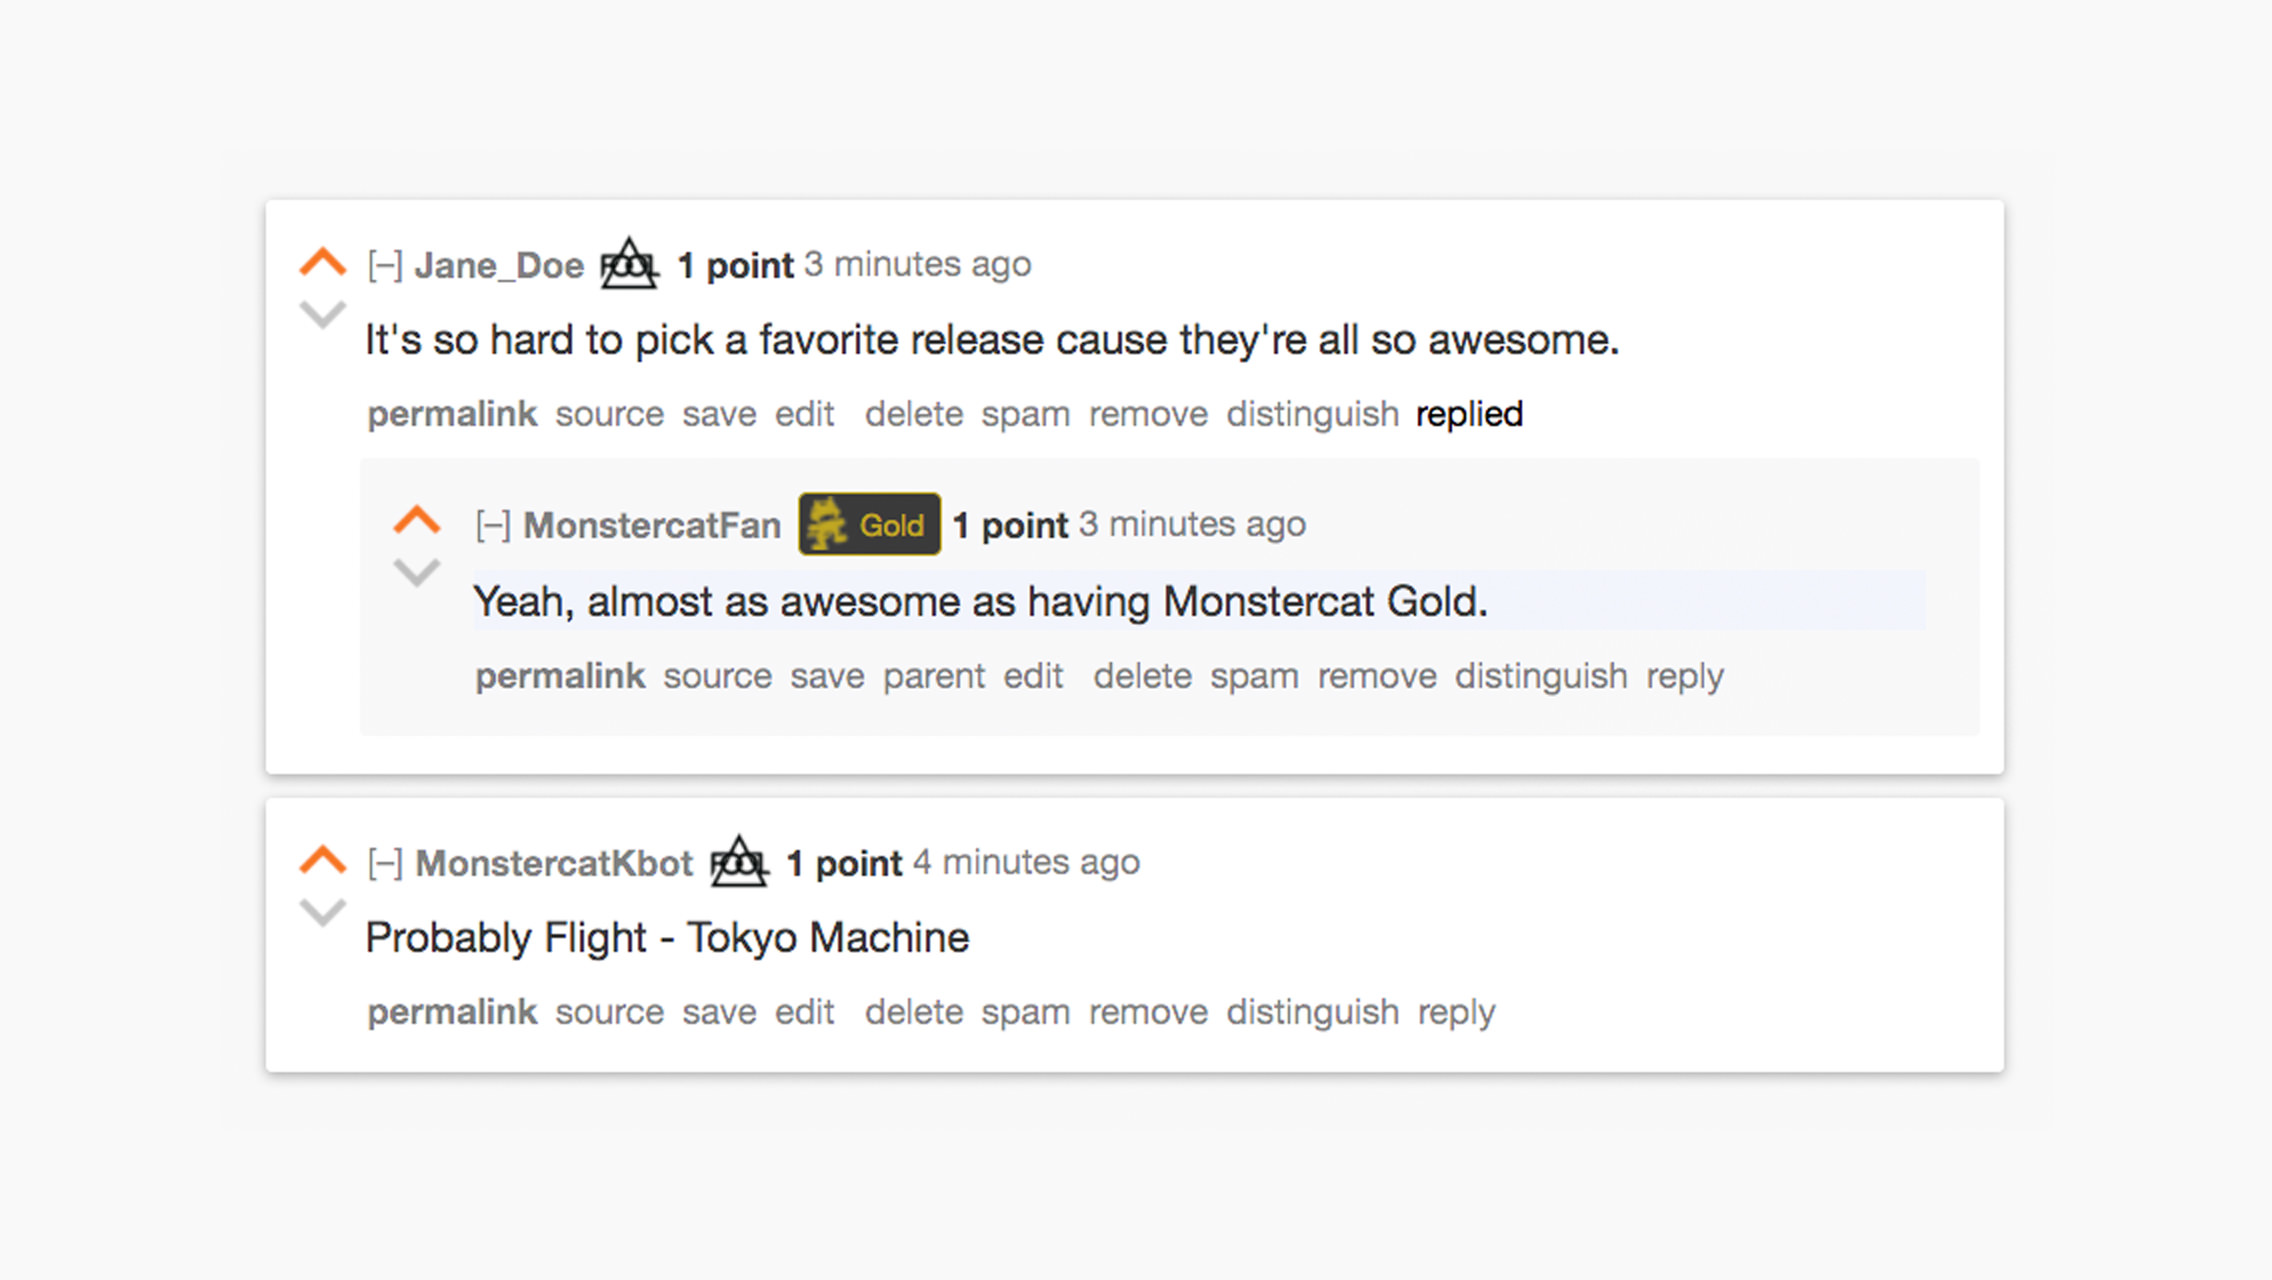 [–] Jane_Doe FOOL 1 point 3 minutes ago
It's so hard to pick a favorite release cause they're all so awesome.
permalink source save edit delete spam remove distinguish replied
[–] MonstercatFan Gold 1 point 3 minutes ago
Yeah, almost as awesome as having Monstercat Gold.
permalink source save parent edit delete spam remove distinguish reply
[–] MonstercatKbot FOOL 1 point 4 minutes ago
Probably Flight - Tokyo Machine
permalink source save edit delete spam remove distinguish reply